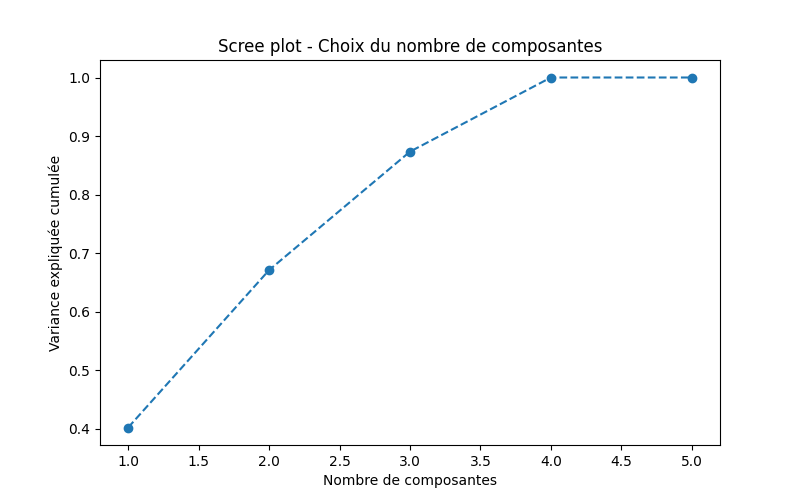 Scree plot - Choix du nombre de composantes
1.0
0.9
0.8
0.7
0.6
0.5
0.4
Variance expliquée cumulée
1.0 1.5 2.0 2.5 3.0 3.5 4.0 4.5 5.0
Nombre de composantes